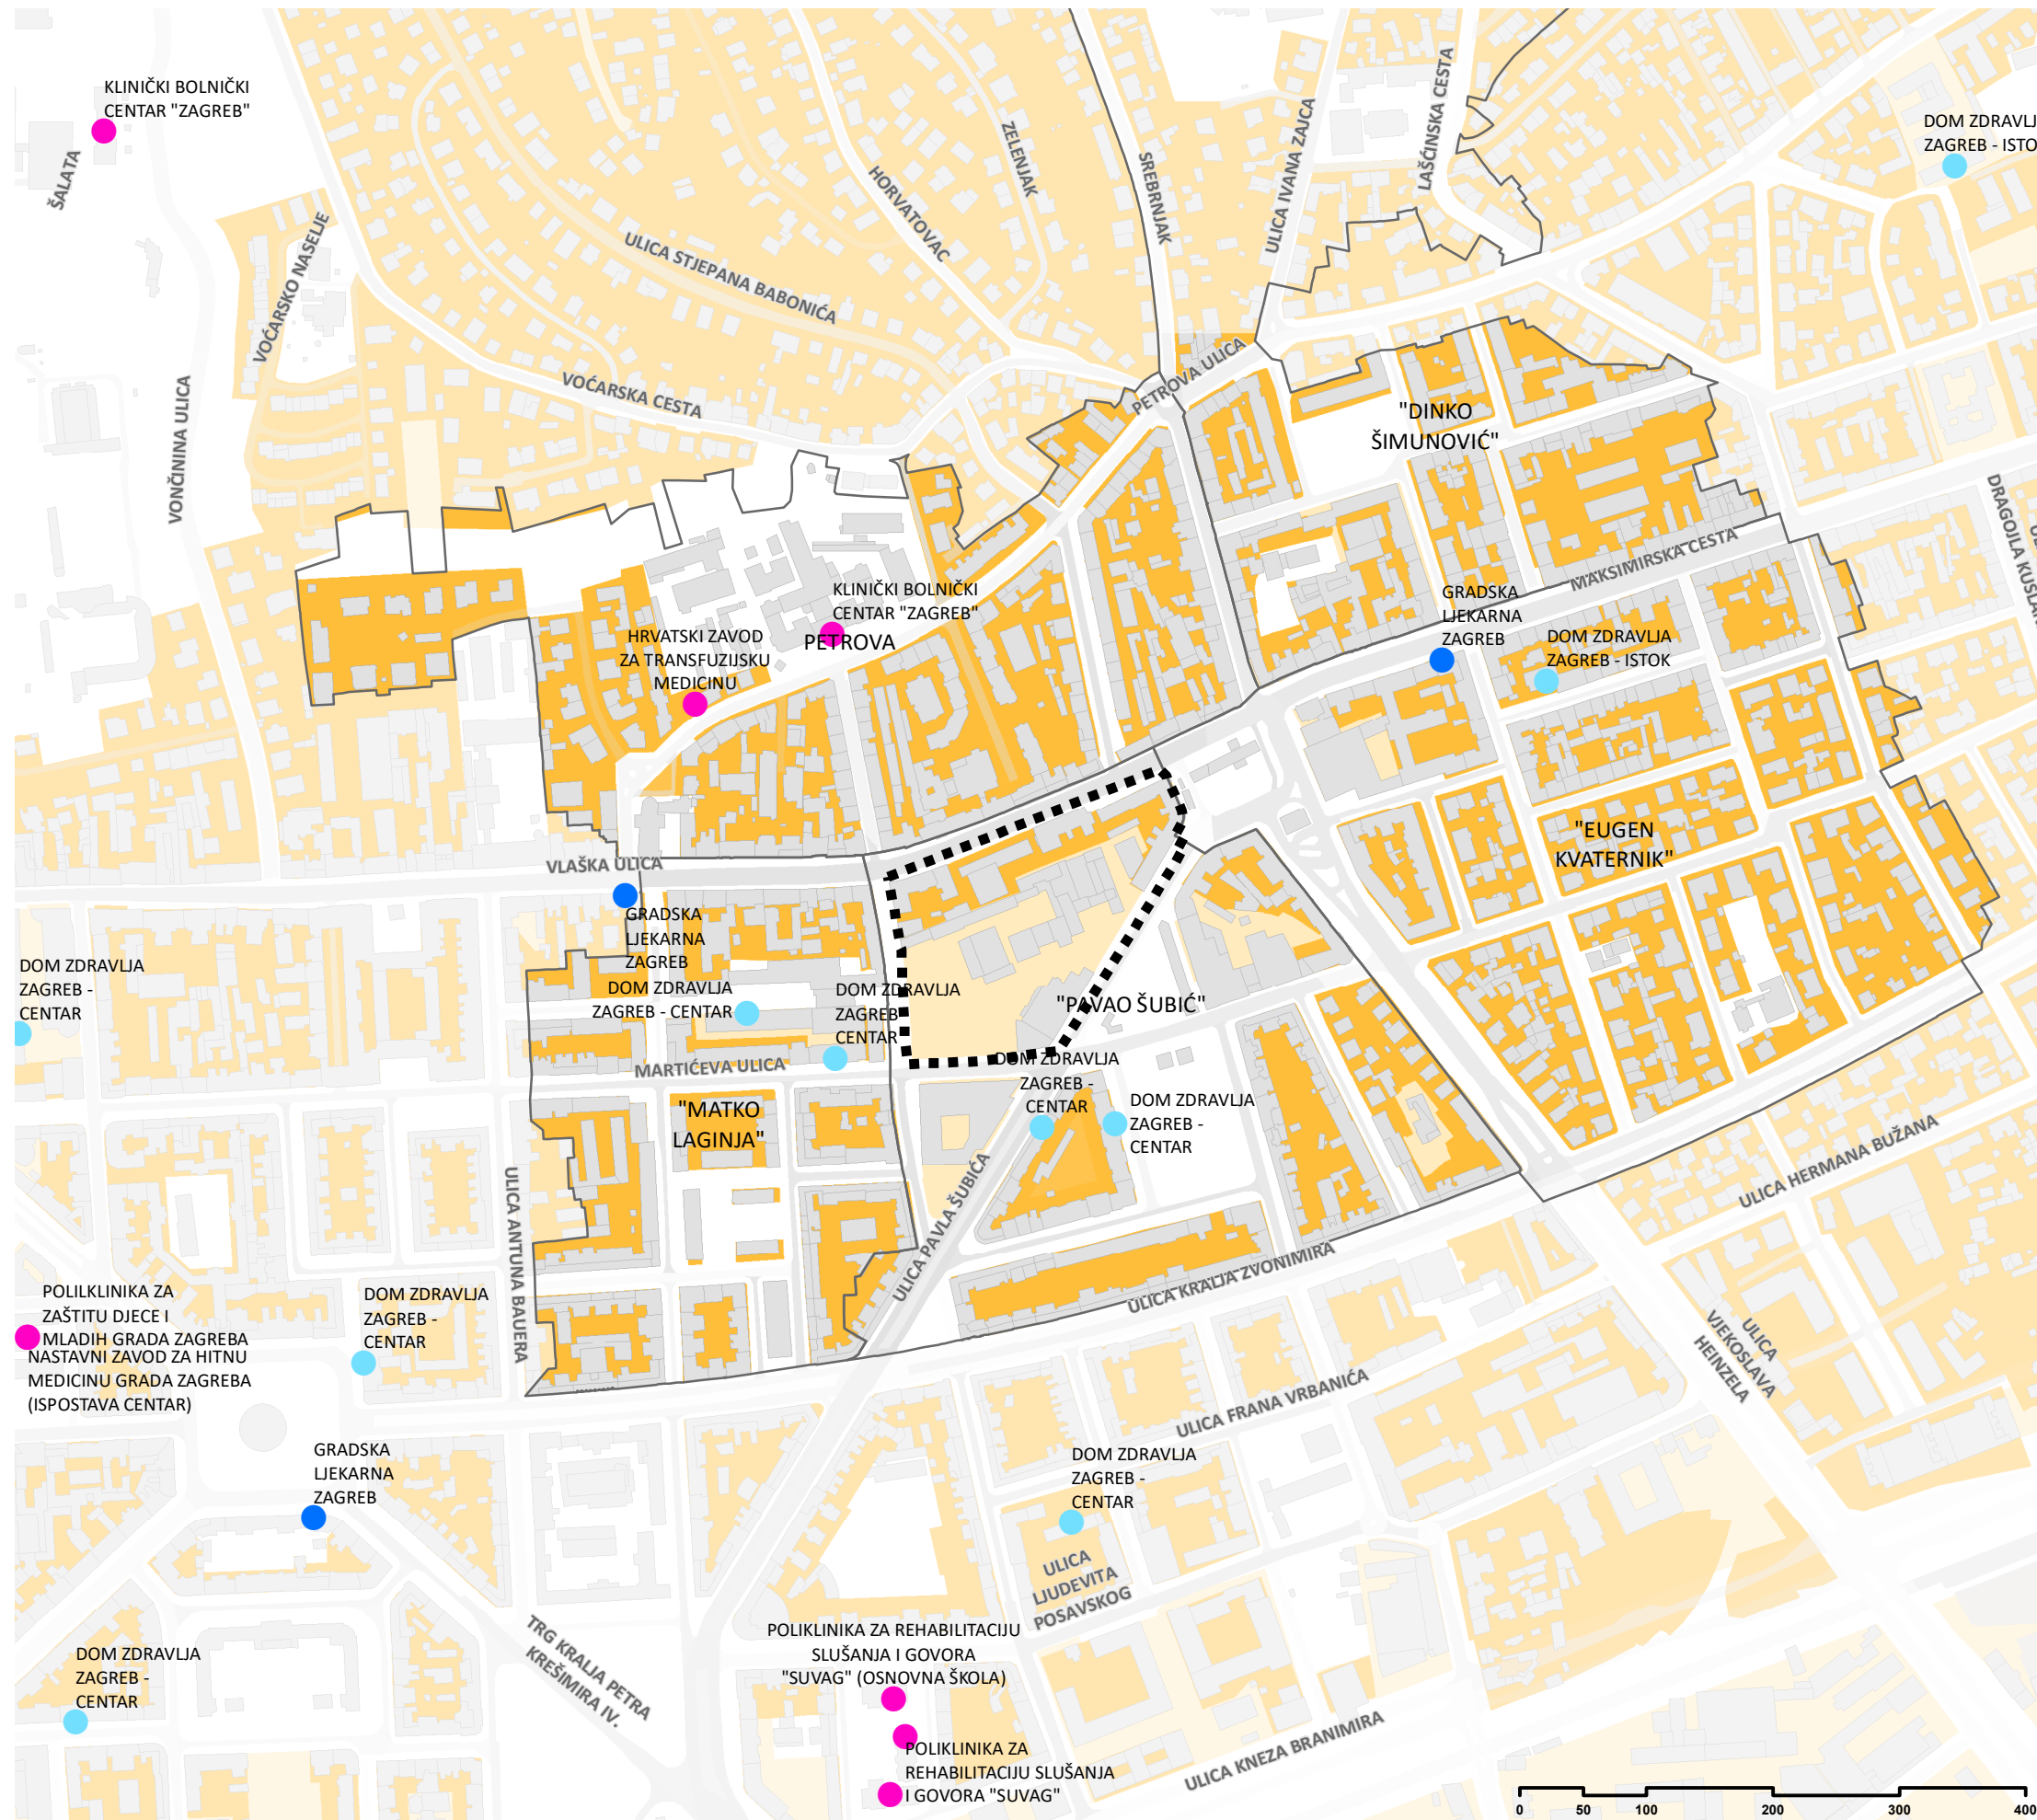 KLINIČKI BOLNIČKI
CENTAR "ZAGREB"
ŠALATA
VOĆARSKO NASELJE
VONČININA ULICA
ULICA STJEPANA BABONIĆA
VOĆARSKA CESTA
HORVATOVAC
ZELENJAK
SREBRNJAK
ULICA IVANA ZAJCA
LAŠĆINSKA CESTA
DOM ZDRAVLJ
ZAGREB - ISTO
PETROVA ULICA
"DINKO
ŠIMUNOVIĆ"
MAKSIMIRSKA CESTA
DRAGOJLA KUŠLANA
KLINIČKI BOLNIČKI
CENTAR "ZAGREB"
PETROVA
HRVATSKI ZAVOD
ZA TRANSFUZIJSKU
MEDICINU
GRADSKA
LJEKARNA
ZAGREB
DOM ZDRAVLJA
ZAGREB - ISTOK
"EUGEN
KVATERNIK"
VLAŠKA ULICA
GRADSKA
LJEKARNA
ZAGREB
DOM ZDRAVLJA
ZAGREB -
CENTAR
DOM ZDRAVLJA
ZAGREB - CENTAR
DOM ZDRAVLJA
ZAGREB
CENTAR
"PAVAO ŠUBIĆ"
MARTIĆEVA ULICA
DOM ZDRAVLJA
ZAGREB -
CENTAR
DOM ZDRAVLJA
ZAGREB -
CENTAR
"MATKO
LAGINJA"
ULICA ANTUNA BAUERA
ULICA PAVLA ŠUBIĆA
ULICA KRALJA ZVONIMIRA
ULICA HERMANA BUŽANA
POLILKLINIKA ZA
ZAŠTITU DJECE I
MLADIH GRADA ZAGREBA
NASTAVNI ZAVOD ZA HITNU
MEDICINU GRADA ZAGREBA
(ISPOSTAVA CENTAR)
DOM ZDRAVLJA
ZAGREB -
CENTAR
ULICA
VJEKOSLAVA
HEINZELA
ULICA FRANA VRBANIĆA
GRADSKA
LJEKARNA
ZAGREB
DOM ZDRAVLJA
ZAGREB -
CENTAR
ULICA
LJUDEVITA
POSAVSKOG
TRG KRALJA PETRA
KREŠIMIRA IV.
DOM ZDRAVLJA
ZAGREB -
CENTAR
POLIKLINIKA ZA REHABILITACIJU
SLUŠANJA I GOVORA
"SUVAG" (OSNOVNA ŠKOLA)
POLIKLINIKA ZA
REHABILITACIJU SLUŠANJA
I GOVORA "SUVAG"
ULICA KNEZA BRANIMIRA
0 50 100 200 300 400